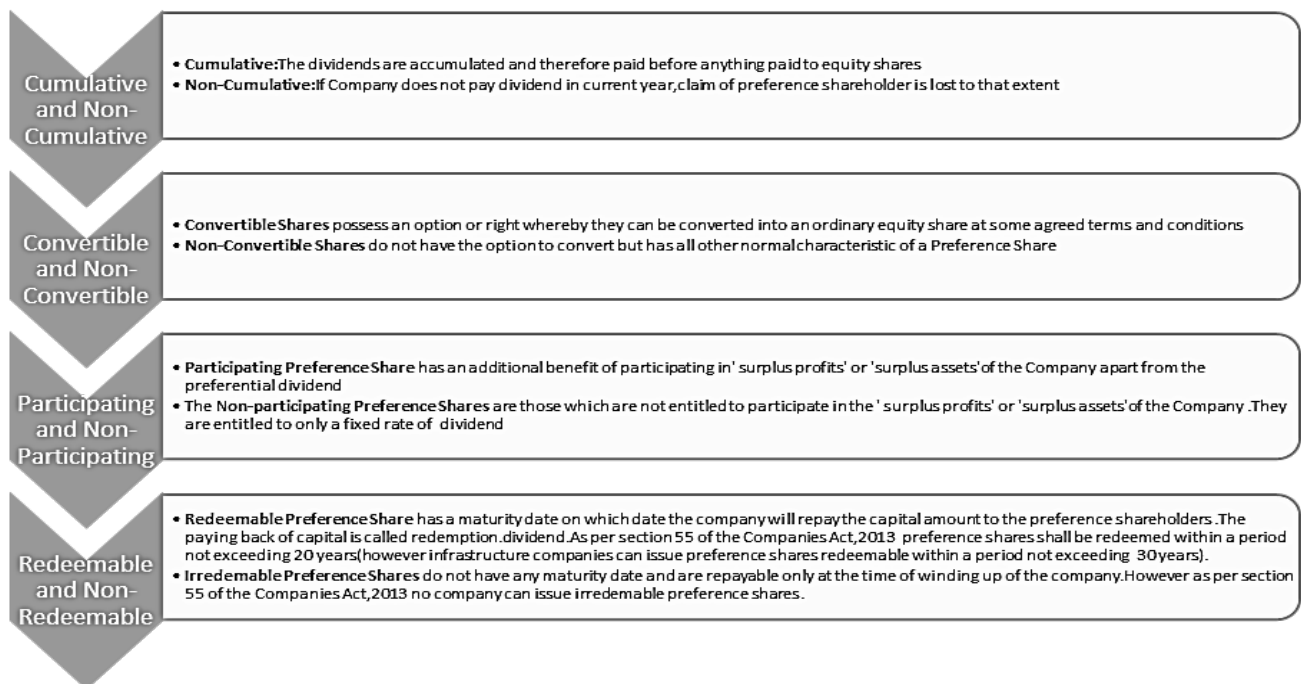 Cumulative
and Non-
Cumulative
• Cumulative:The dividends are accumulated and therefore paid before anything paid to equity shares
• Non-Cumulative:If Company does not pay dividend in current year,claim of preference shareholder is lost to that extent
Convertible
and Non-
Convertible
• Convertible Shares possess an option or right whereby they can be converted into an ordinary equity share at some agreed terms and conditions
• Non-Convertible Shares do not have the option to convert but has all other normal characteristic of a Preference Share
Participating
and Non-
Participating
• Participating Preference Share has an additional benefit of participating in' surplus profits' or 'surplus assets'of the Company apart from the
preferential dividend
• The Non-participating Preference Shares are those which are not entitled to participate in the ' surplus profits' or 'surplus assets'of the Company .They
are entitled to only a fixed rate of dividend
Redeemable
and Non-
Redeemable
• Redeemable Preference Share has a maturity date on which date the company will repay the capital amount to the preference shareholders .The
paying back of capital is called redemption.dividend.As per section 55 of the Companies Act,2013 preference shares shall be redeemed within a period
not exceeding 20 years(however infrastructure companies can issue preference shares redeemable within a period not exceeding 30 years).
• Irredemable Preference Shares do not have any maturity date and are repayable only at the time of winding up of the company.However as per section
55 of the Companies Act,2013 no company can issue irredemable preference shares.